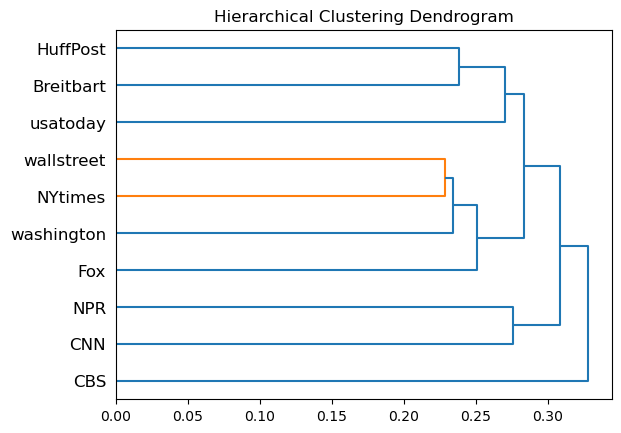 Hierarchical Clustering Dendrogram
HuffPost
Breitbart
usatoday
wallstreet
NYtimes
washington
Fox
NPR
CNN
CBS
0.00 0.05 0.10 0.15 0.20 0.25 0.30